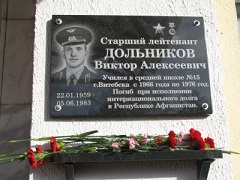 Старший лейтенант
ДОЛЬНИКОВ
Виктор Алексеевич
Учился в средней школе №15
г.Витебска с 1966 года по 1976 год.
Погиб при исполнении
интернационального долга
в Республике Афганистан.
22.01.1959
05.06.1983